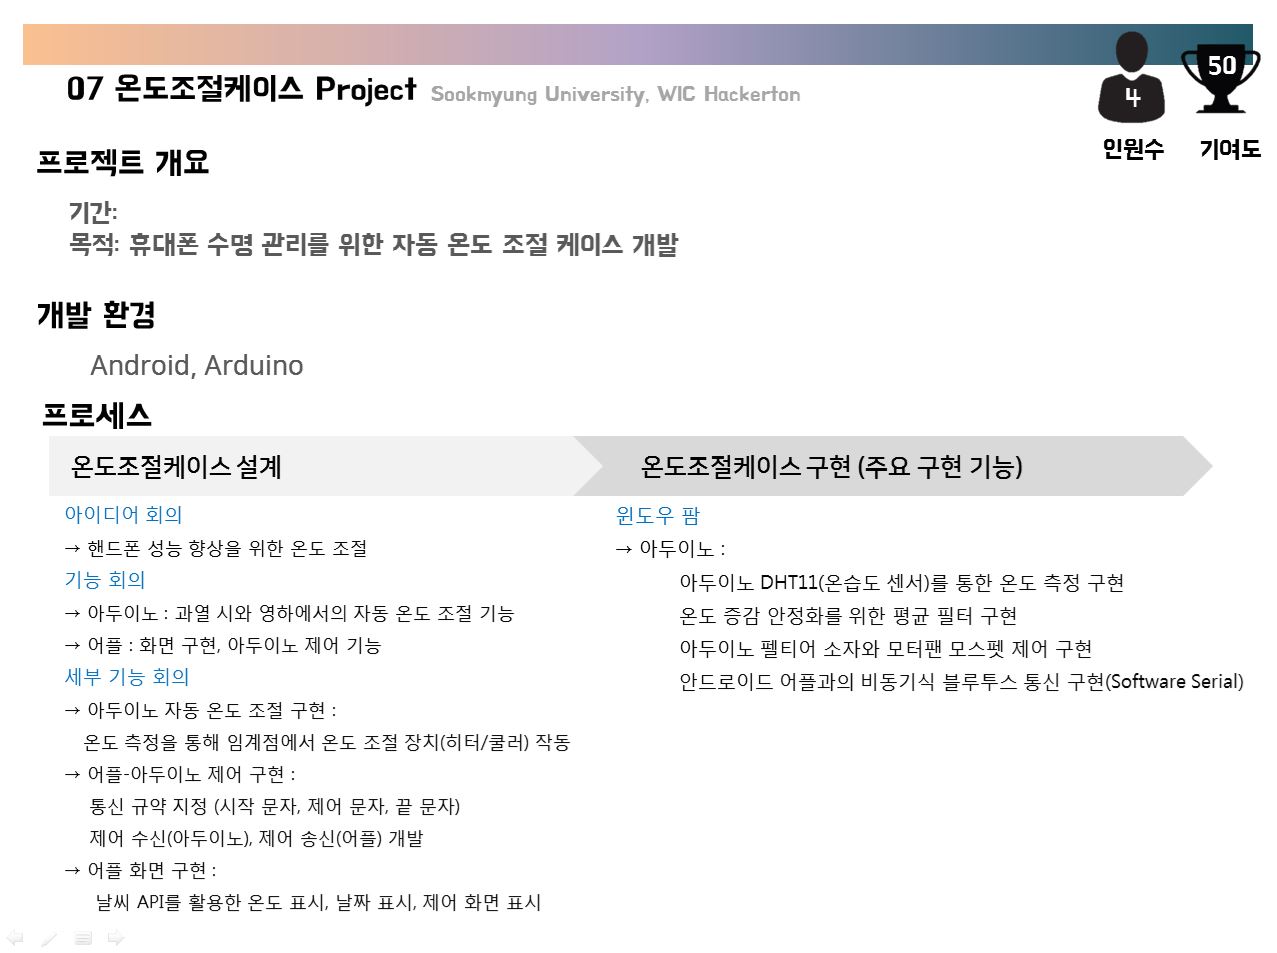 07 온도조절케이스 Project Sookmyung University, WIC Hackerton
4
50
인원수 기여도
프로젝트 개요
기간:
목적: 휴대폰 수명 관리를 위한 자동 온도 조절 케이스 개발
개발 환경
Android, Arduino
프로세스
온도조절케이스 설계
아이디어 회의
→ 핸드폰 성능 향상을 위한 온도 조절
기능 회의
→ 아두이노 : 과열 시와 영하에서의 자동 온도 조절 기능
→ 어플 : 화면 구현, 아두이노 제어 기능
세부 기능 회의
→ 아두이노 자동 온도 조절 구현 :
온도 측정을 통해 임계점에서 온도 조절 장치(히터/쿨러) 작동
→ 어플-아두이노 제어 구현 :
통신 규약 지정 (시작 문자, 제어 문자, 끝 문자)
제어 수신(아두이노), 제어 송신(어플) 개발
→ 어플 화면 구현 :
날씨 API를 활용한 온도 표시, 날짜 표시, 제어 화면 표시
온도조절케이스 구현 (주요 구현 기능)
윈도우 팜
→ 아두이노 :
아두이노 DHT11(온습도 센서)를 통한 온도 측정 구현
온도 증감 안정화를 위한 평균 필터 구현
아두이노 펠티어 소자와 모터팬 모스펫 제어 구현
안드로이드 어플과의 비동기식 블루투스 통신 구현(Software Serial)